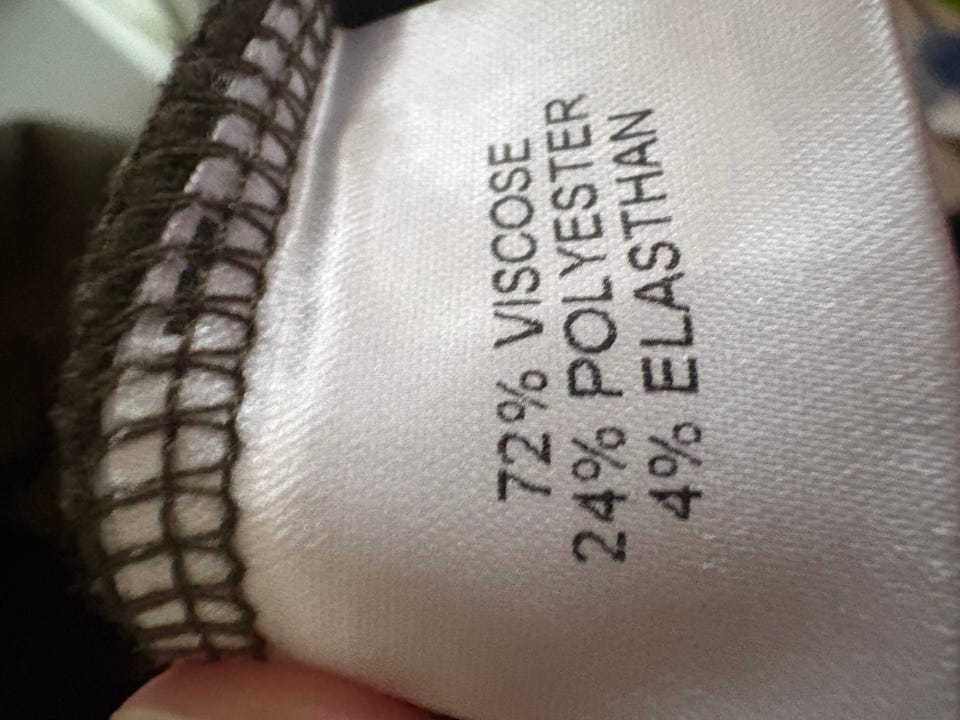 72% VISCOSE
24% POLYESTER
4% ELASTHAN